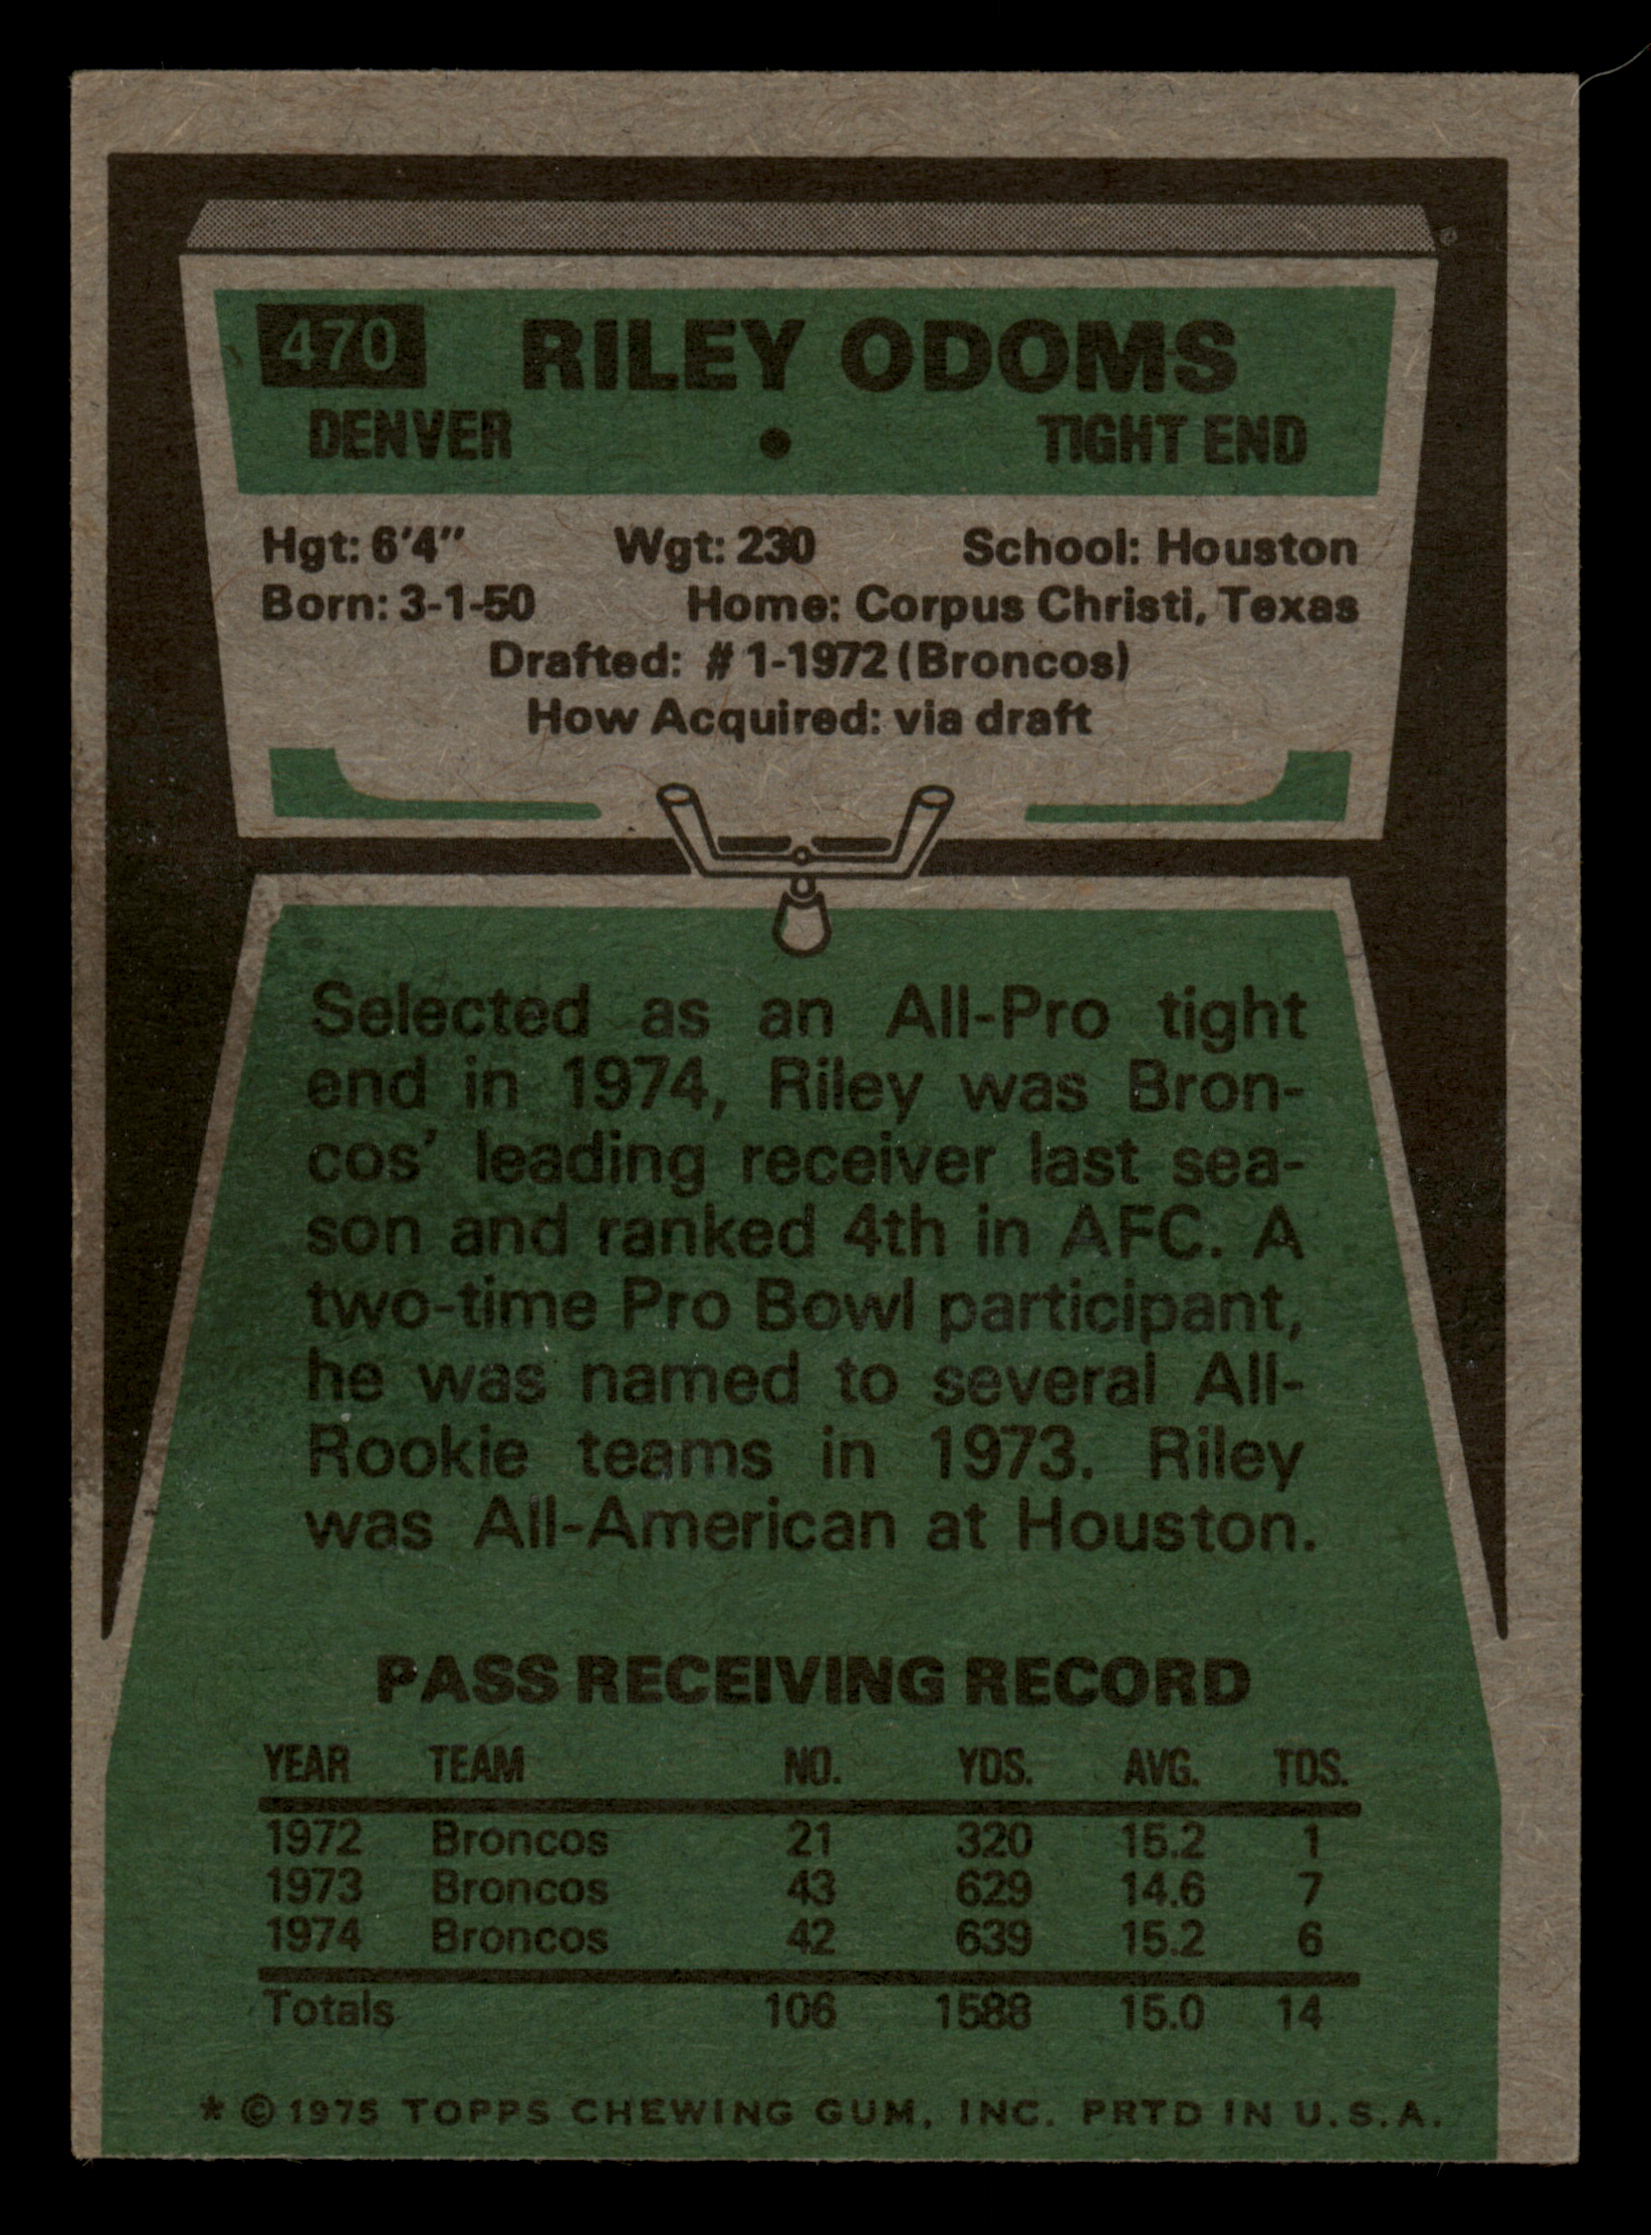 470 RILEY ODOMS
DENVER • TIGHT END
Hgt: 6'4" Wgt: 230 School: Houston
Born: 3-1-50 Home: Corpus Christi, Texas
Drafted: # 1-1972 (Broncos)
How Acquired: via draft
Selected as an All-Pro tight
end in 1974, Riley was Bron-
cos' leading receiver last sea-
son and ranked 4th in AFC. A
two-time Pro Bowl participant,
he was named to several All-
Rookie teams in 1973. Riley
was All-American at Houston.
PASS RECEIVING RECORD
YEAR TEAM NO. YDS. AVG. TDS.
1972 Broncos 21 320 15.2 1
1973 Broncos 43 629 14.6 7
1974 Broncos 42 639 15.2 6
Totals 106 1588 15.0 14
* © 1975 TOPPS CHEWING GUM, INC. PRTD IN U.S.A.